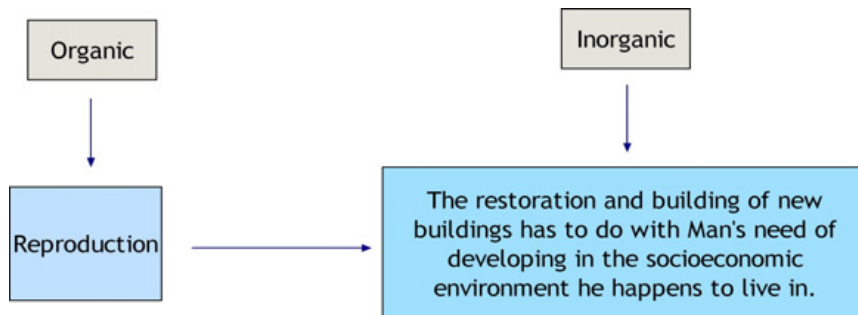 Organic
Inorganic
Reproduction
The restoration and building of new
buildings has to do with Man's need of
developing in the socioeconomic
environment he happens to live in.